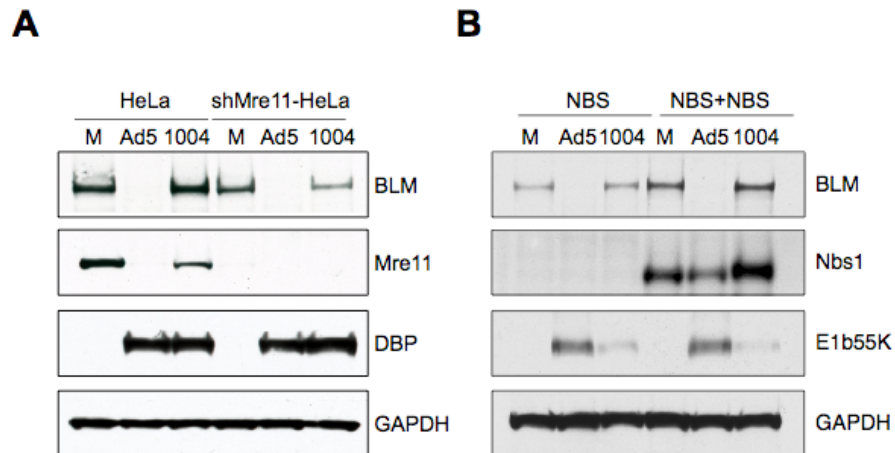 A
HeLa shMre11-HeLa
M Ad5 1004 M Ad5 1004
BLM
Mre11
DBP
GAPDH
B
NBS NBS+NBS
M Ad5 1004 M Ad5 1004
BLM
Nbs1
E1b55K
GAPDH